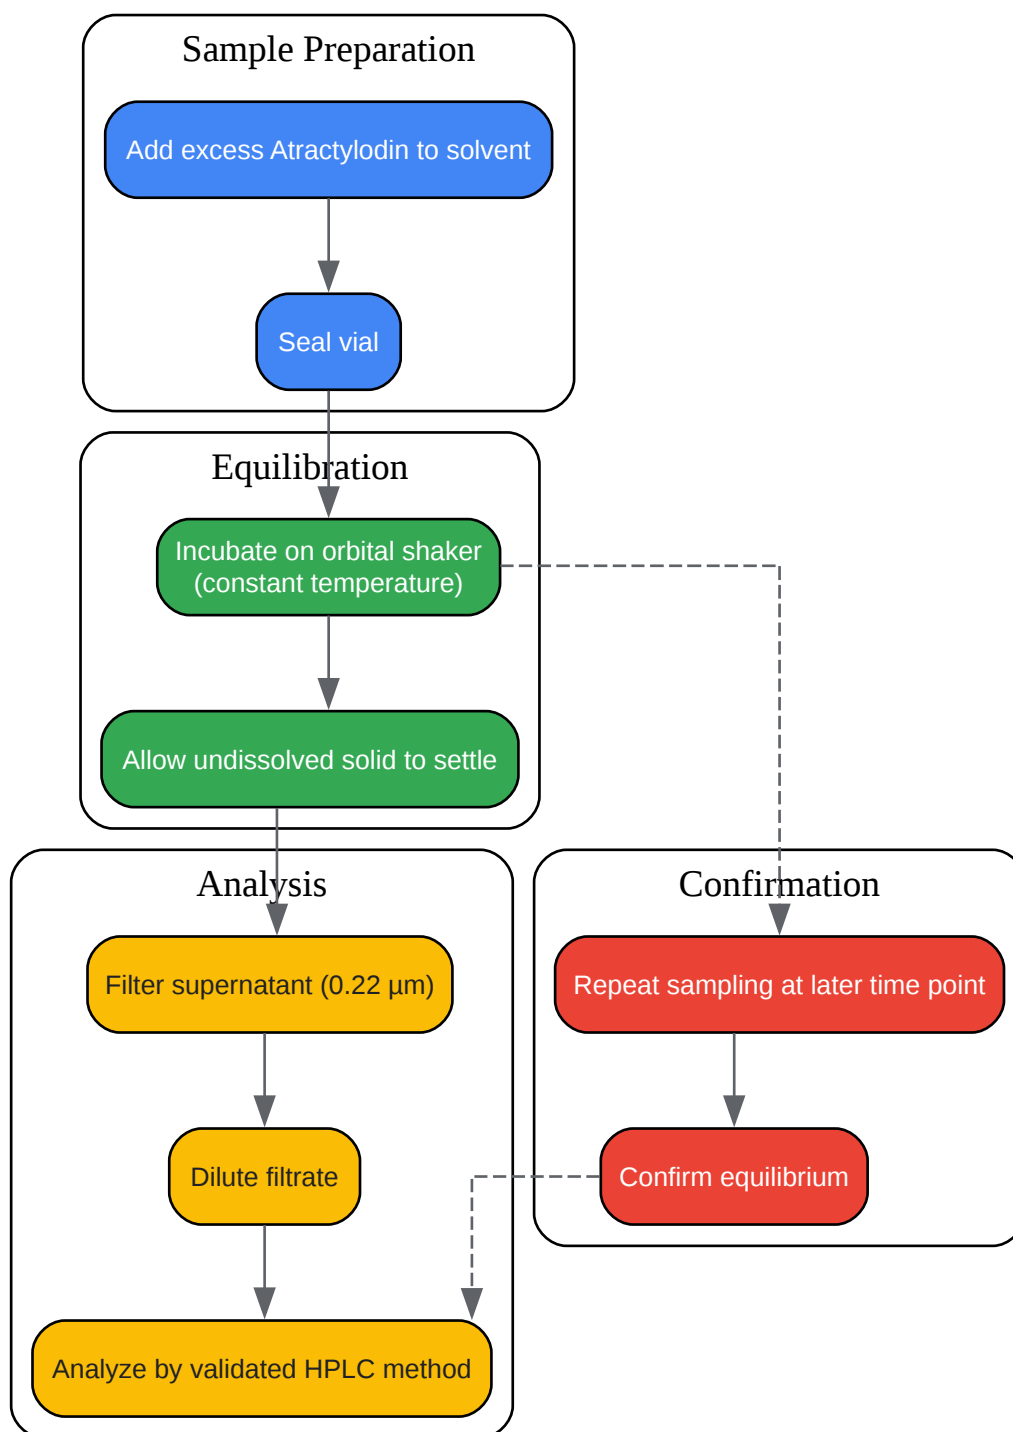 Sample Preparation
Add excess Atractylodin to solvent
Seal vial
Equilibration
Incubate on orbital shaker
(constant temperature)
Allow undissolved solid to settle
Analysis
Filter supernatant (0.22 µm)
Dilute filtrate
Analyze by validated HPLC method
Confirmation
Repeat sampling at later time point
Confirm equilibrium